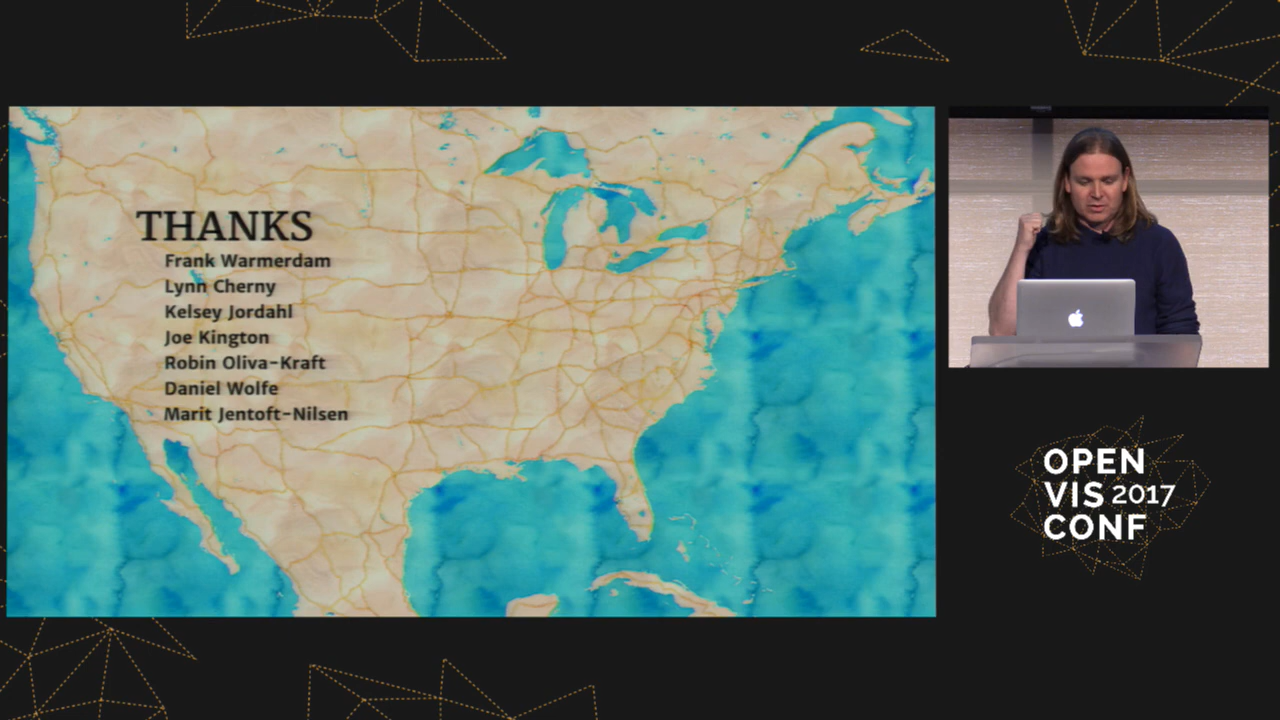 THANKS
Frank Warmerdam
Lynn Cherny
Kelsey Jordahl
Joe Kington
Robin Oliva-Kraft
Daniel Wolfe
Marit Jentoft-Nilsen
OPEN
VIS 2017
CONF